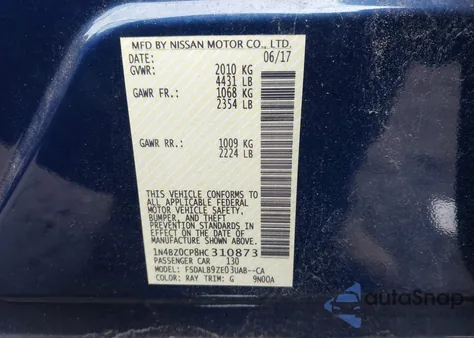 MFD BY NISSAN MOTOR CO., LTD.
DATE: 06/17
GVWR: 2010 KG
4431 LB
GAWR FR.: 1068 KG
2354 LB
GAWR RR.: 1009 KG
2224 LB
THIS VEHICLE CONFORMS TO
ALL APPLICABLE FEDERAL
MOTOR VEHICLE SAFETY,
BUMPER, AND THEFT
PREVENTION STANDARDS IN
EFFECT ON THE DATE OF
MANUFACTURE SHOWN ABOVE.
1N4BZ0CP8HC 310873
PASSENGER CAR 130
MODEL: FSDALB9ZE03UAB--CA
COLOR: RAY TRIM: G 9N00A
autoSnap